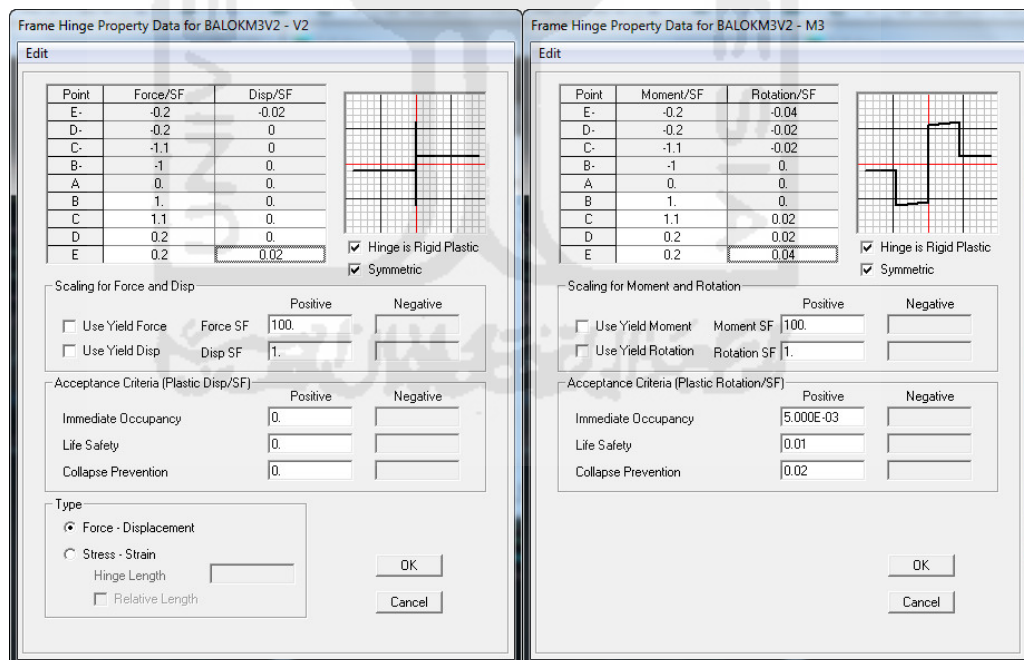 Frame Hinge Property Data for BALOKM3V2 - V2
Edit
Point Force/SF Disp/SF
E- -0.2 -0.02
D- -0.2 0
C- -1.1 0
B- -1 0.
A 0. 0.
B 1. 0.
C 1.1 0.
D 0.2 0.
E 0.2 0.02
Hinge is Rigid Plastic
Symmetric
Scaling for Force and Disp
Positive Negative
Use Yield Force Force SF 100.
Use Yield Disp Disp SF 1.
Acceptance Criteria (Plastic Disp/SF)
Positive Negative
Immediate Occupancy 0.
Life Safety 0.
Collapse Prevention 0.
Type
Force - Displacement
Stress - Strain
Hinge Length
Relative Length
OK
Cancel
Frame Hinge Property Data for BALOKM3V2 - M3
Edit
Point Moment/SF Rotation/SF
E- -0.2 -0.04
D- -0.2 -0.02
C- -1.1 -0.02
B- -1 0.
A 0. 0.
B 1. 0.
C 1.1 0.02
D 0.2 0.02
E 0.2 0.04
Hinge is Rigid Plastic
Symmetric
Scaling for Moment and Rotation
Positive Negative
Use Yield Moment Moment SF 100.
Use Yield Rotation Rotation SF 1.
Acceptance Criteria (Plastic Rotation/SF)
Positive Negative
Immediate Occupancy 5.000E-03
Life Safety 0.01
Collapse Prevention 0.02
OK
Cancel